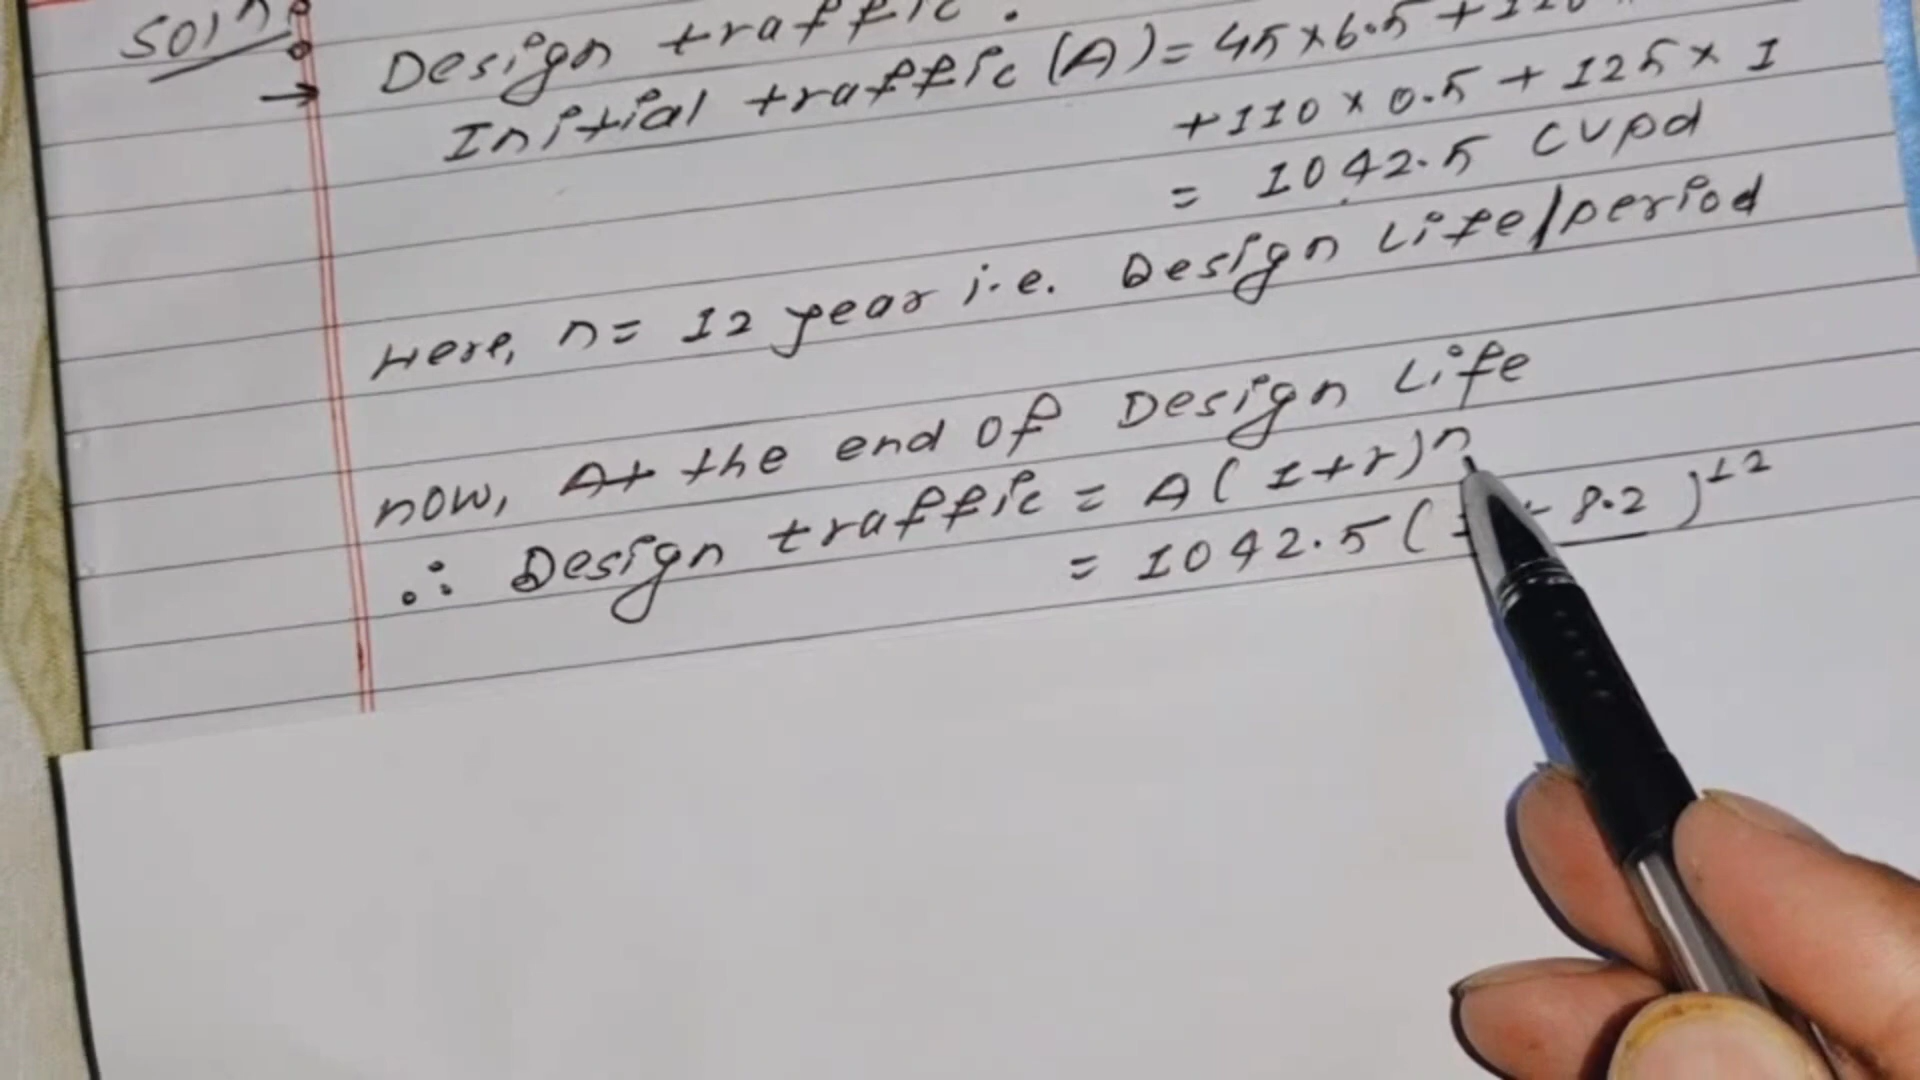 Soln
Design traffic.
→ Initial traffic (A) = 45 x 6.5 +
+110 x 0.5 + 125 x 1
= 1042.5 cvpd
Here, n = 12 year i.e. Design Life/period
now, At the end of Design Life
∴ Design traffic = A(1+r)n
= 1042.5( 8.2 )12